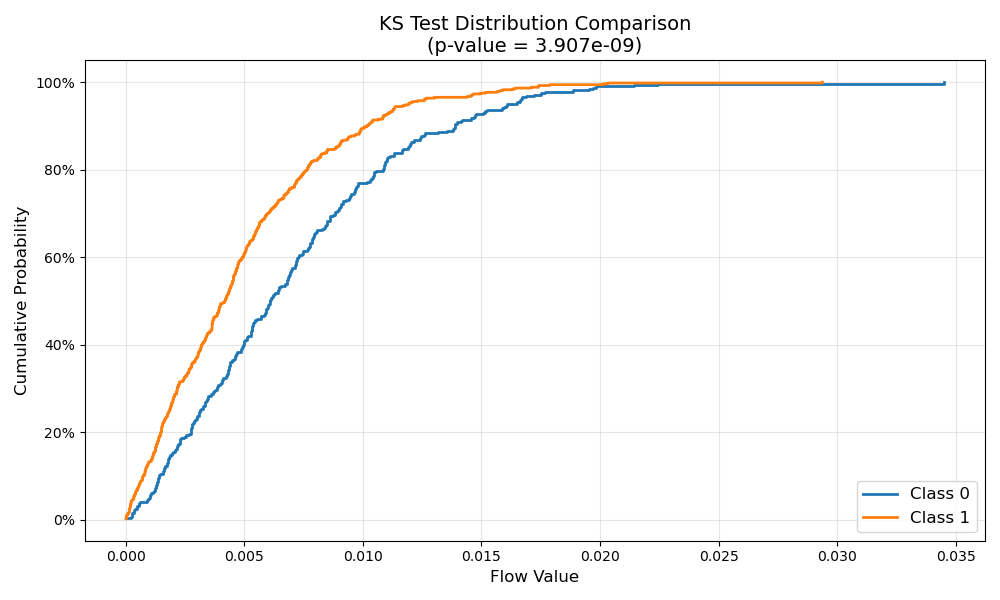 KS Test Distribution Comparison
(p-value = 3.907e-09)
Cumulative Probability
100%
80%
60%
40%
20%
0%
0.000 0.005 0.010 0.015 0.020 0.025 0.030 0.035
Flow Value
Class 0
Class 1